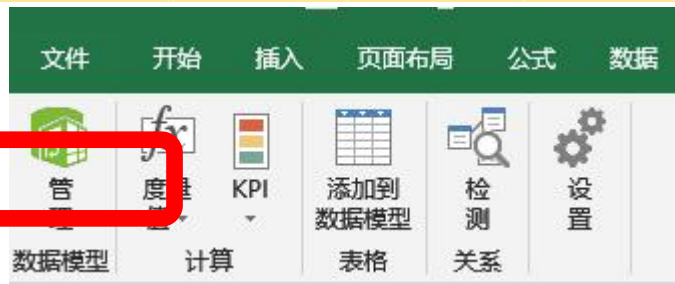 文件 开始 插入 页面布局 公式 数据
管理 度量值 KPI 添加到 检 设
数据模型 测 置
数据模型 计算 表格 关系